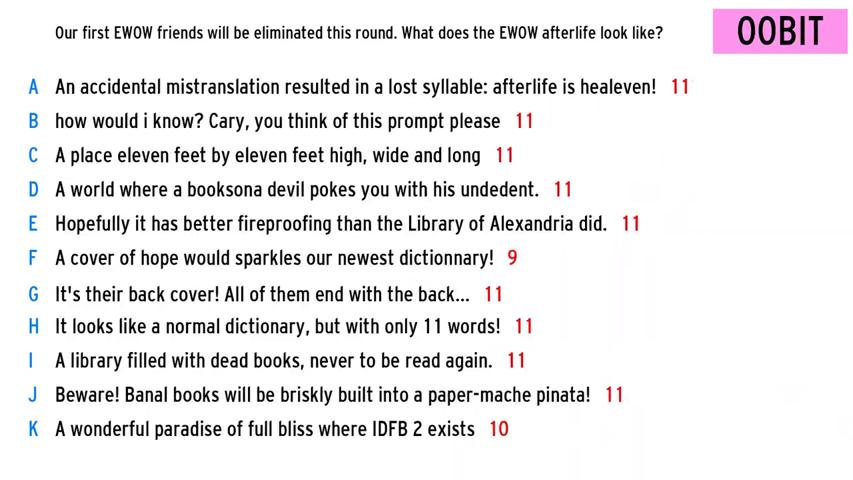 Our first EWOW friends will be eliminated this round. What does the EWOW afterlife look like?
OOBIT
A An accidental mistranslation resulted in a lost syllable: afterlife is healeven! 11
B how would i know? Cary, you think of this prompt please 11
C A place eleven feet by eleven feet high, wide and long 11
D A world where a booksona devil pokes you with his undedent. 11
E Hopefully it has better fireproofing than the Library of Alexandria did. 11
F A cover of hope would sparkles our newest dictionnary! 9
G It's their back cover! All of them end with the back... 11
H It looks like a normal dictionary, but with only 11 words! 11
I A library filled with dead books, never to be read again. 11
J Beware! Banal books will be briskly built into a paper-mache pinata! 11
K A wonderful paradise of full bliss where IDFB 2 exists 10